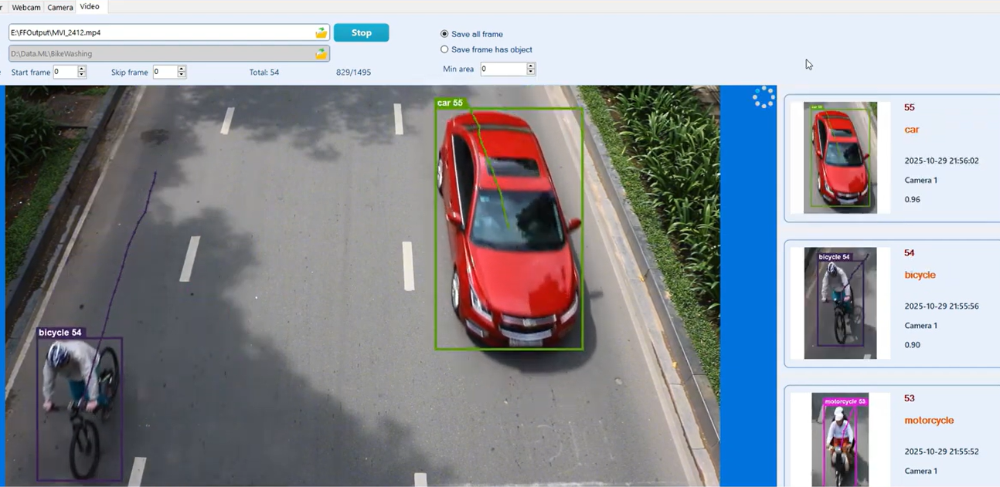 Webcam Camera Video
E:\FFOutput\MVI_2412.mp4
Stop
Save all frame
D:\Data.ML\BikeWashing
Save frame has object
Start frame 0
Skip frame 0
Total: 54
829/1495
Min area 0
car 55
bicycle 54
car 55
55
car
2025-10-29 21:56:02
Camera 1
0.96
bicycle 54
54
bicycle
2025-10-29 21:55:56
Camera 1
0.90
motorcycle 53
53
motorcycle
2025-10-29 21:55:52
Camera 1